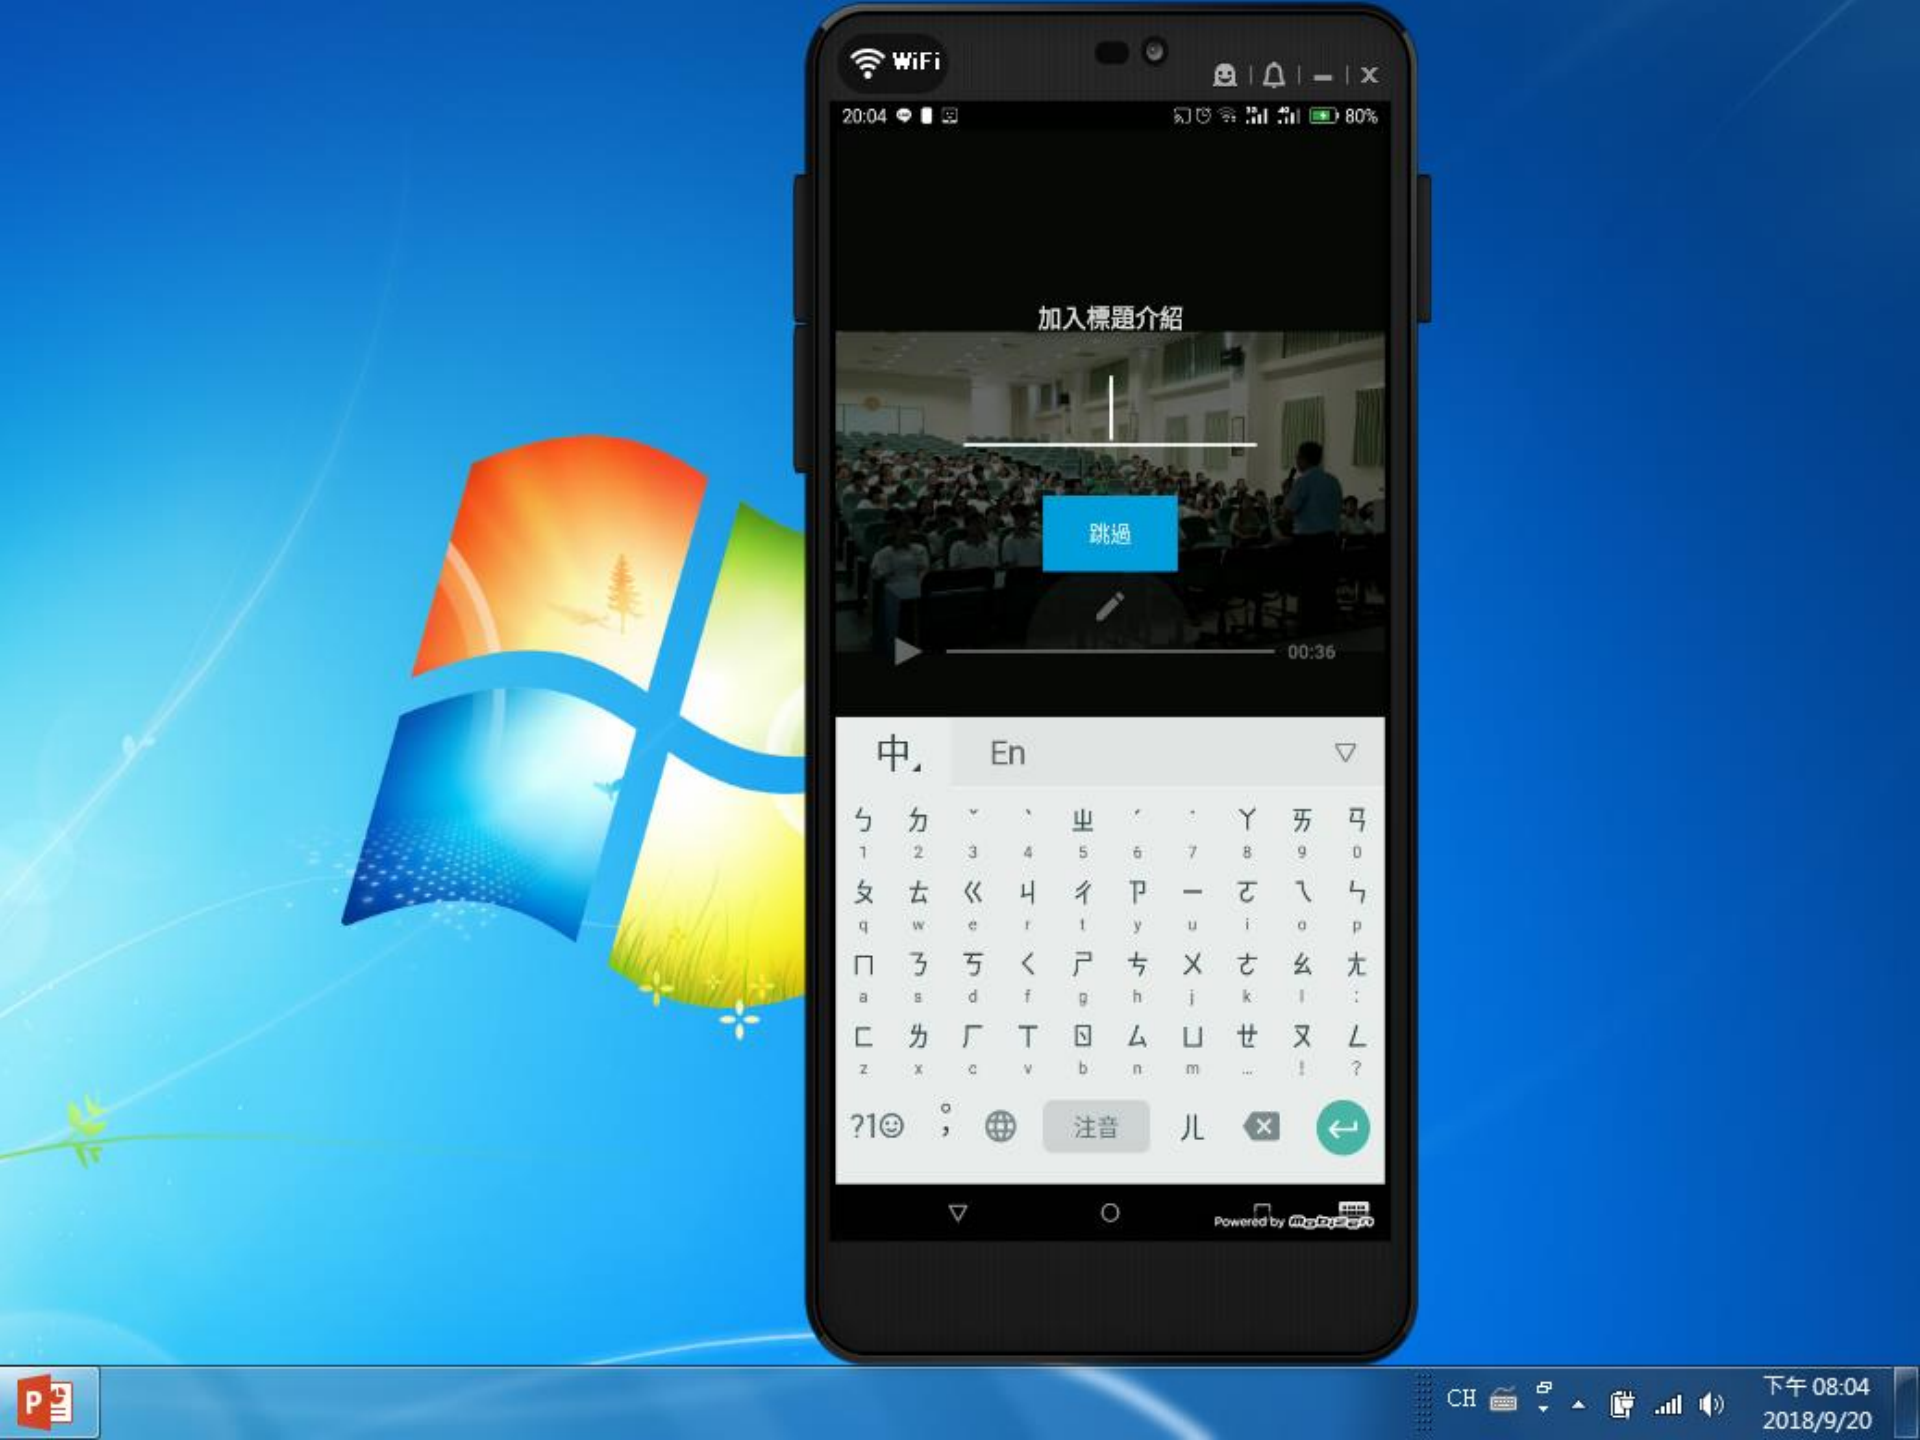 WiFi
20:04
80%
加入標題介紹
跳過
00:36
中 En
ㄅ ㄉ ˇ ˋ ㄓ ˊ ˙ ㄚ ㄞ ㄢ
1 2 3 4 5 6 7 8 9 0
ㄆ ㄊ ㄍ ㄐ ㄔ ㄗ ㄧ ㄛ ㄟ ㄣ
q w e r t y u i o p
ㄇ ㄋ ㄎ ㄑ ㄕ ㄘ ㄨ ㄜ ㄠ ㄤ
a s d f g h j k l :
ㄈ ㄌ ㄏ ㄒ ㄖ ㄙ ㄩ ㄝ ㄡ ㄥ
z x c v b n m … ! ?
?1☺ °, 注音 ㄦ
Powered by Mobizen
P
CH
下午 08:04
2018/9/20